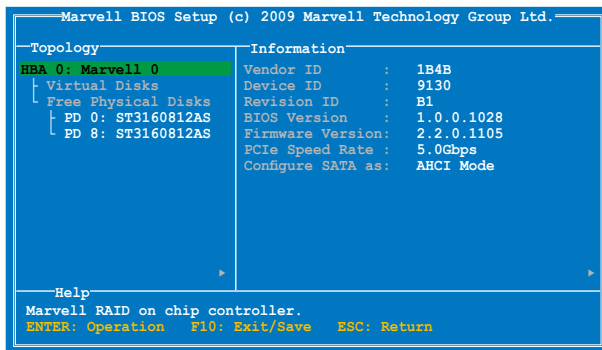 Marvell BIOS Setup (c) 2009 Marvell Technology Group Ltd.
Topology
HBA 0: Marvell 0
Virtual Disks
Free Physical Disks
PD 0: ST3160812AS
PD 8: ST3160812AS
Information
Vendor ID : 1B4B
Device ID : 9130
Revision ID : B1
BIOS Version : 1.0.0.1028
Firmware Version: 2.2.0.1105
PCIe Speed Rate : 5.0Gbps
Configure SATA as: AHCI Mode
Help
Marvell RAID on chip controller.
ENTER: Operation F10: Exit/Save ESC: Return